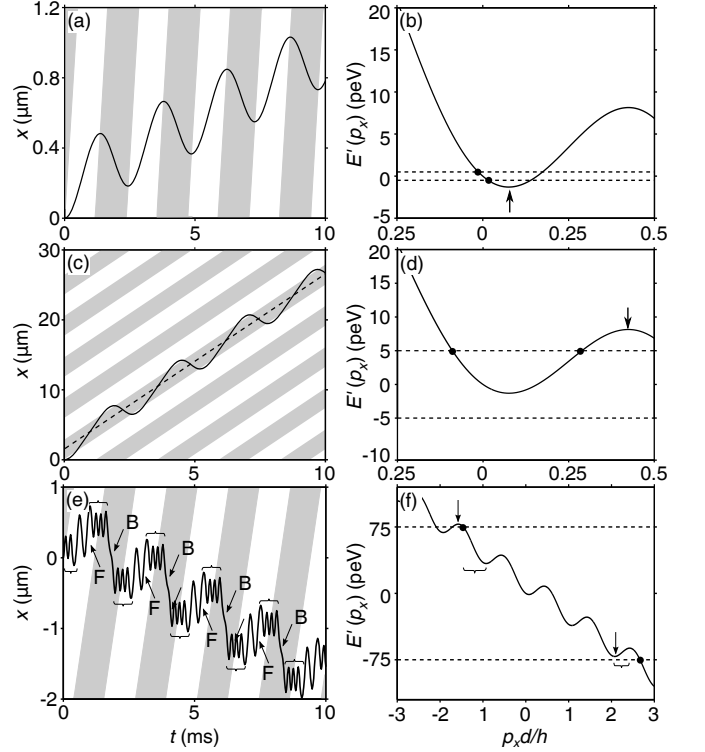 (a)
1.2
0.8
0.4
0
x (μm)
0
5
10
(b)
20
15
10
5
0
-5
E'(pₓ) (peV)
0.25
0
0.25
0.5
(c)
30
20
10
0
x (μm)
0
5
10
(d)
20
15
10
5
0
-5
-10
E'(pₓ) (peV)
0.25
0
0.25
0.5
(e)
1
0
-1
-2
x (μm)
B
B
B
B
F
F
F
F
0
5
10
t (ms)
(f)
75
0
-75
E'(pₓ) (peV)
-3
-2
-1
0
1
2
3
pₓd/h